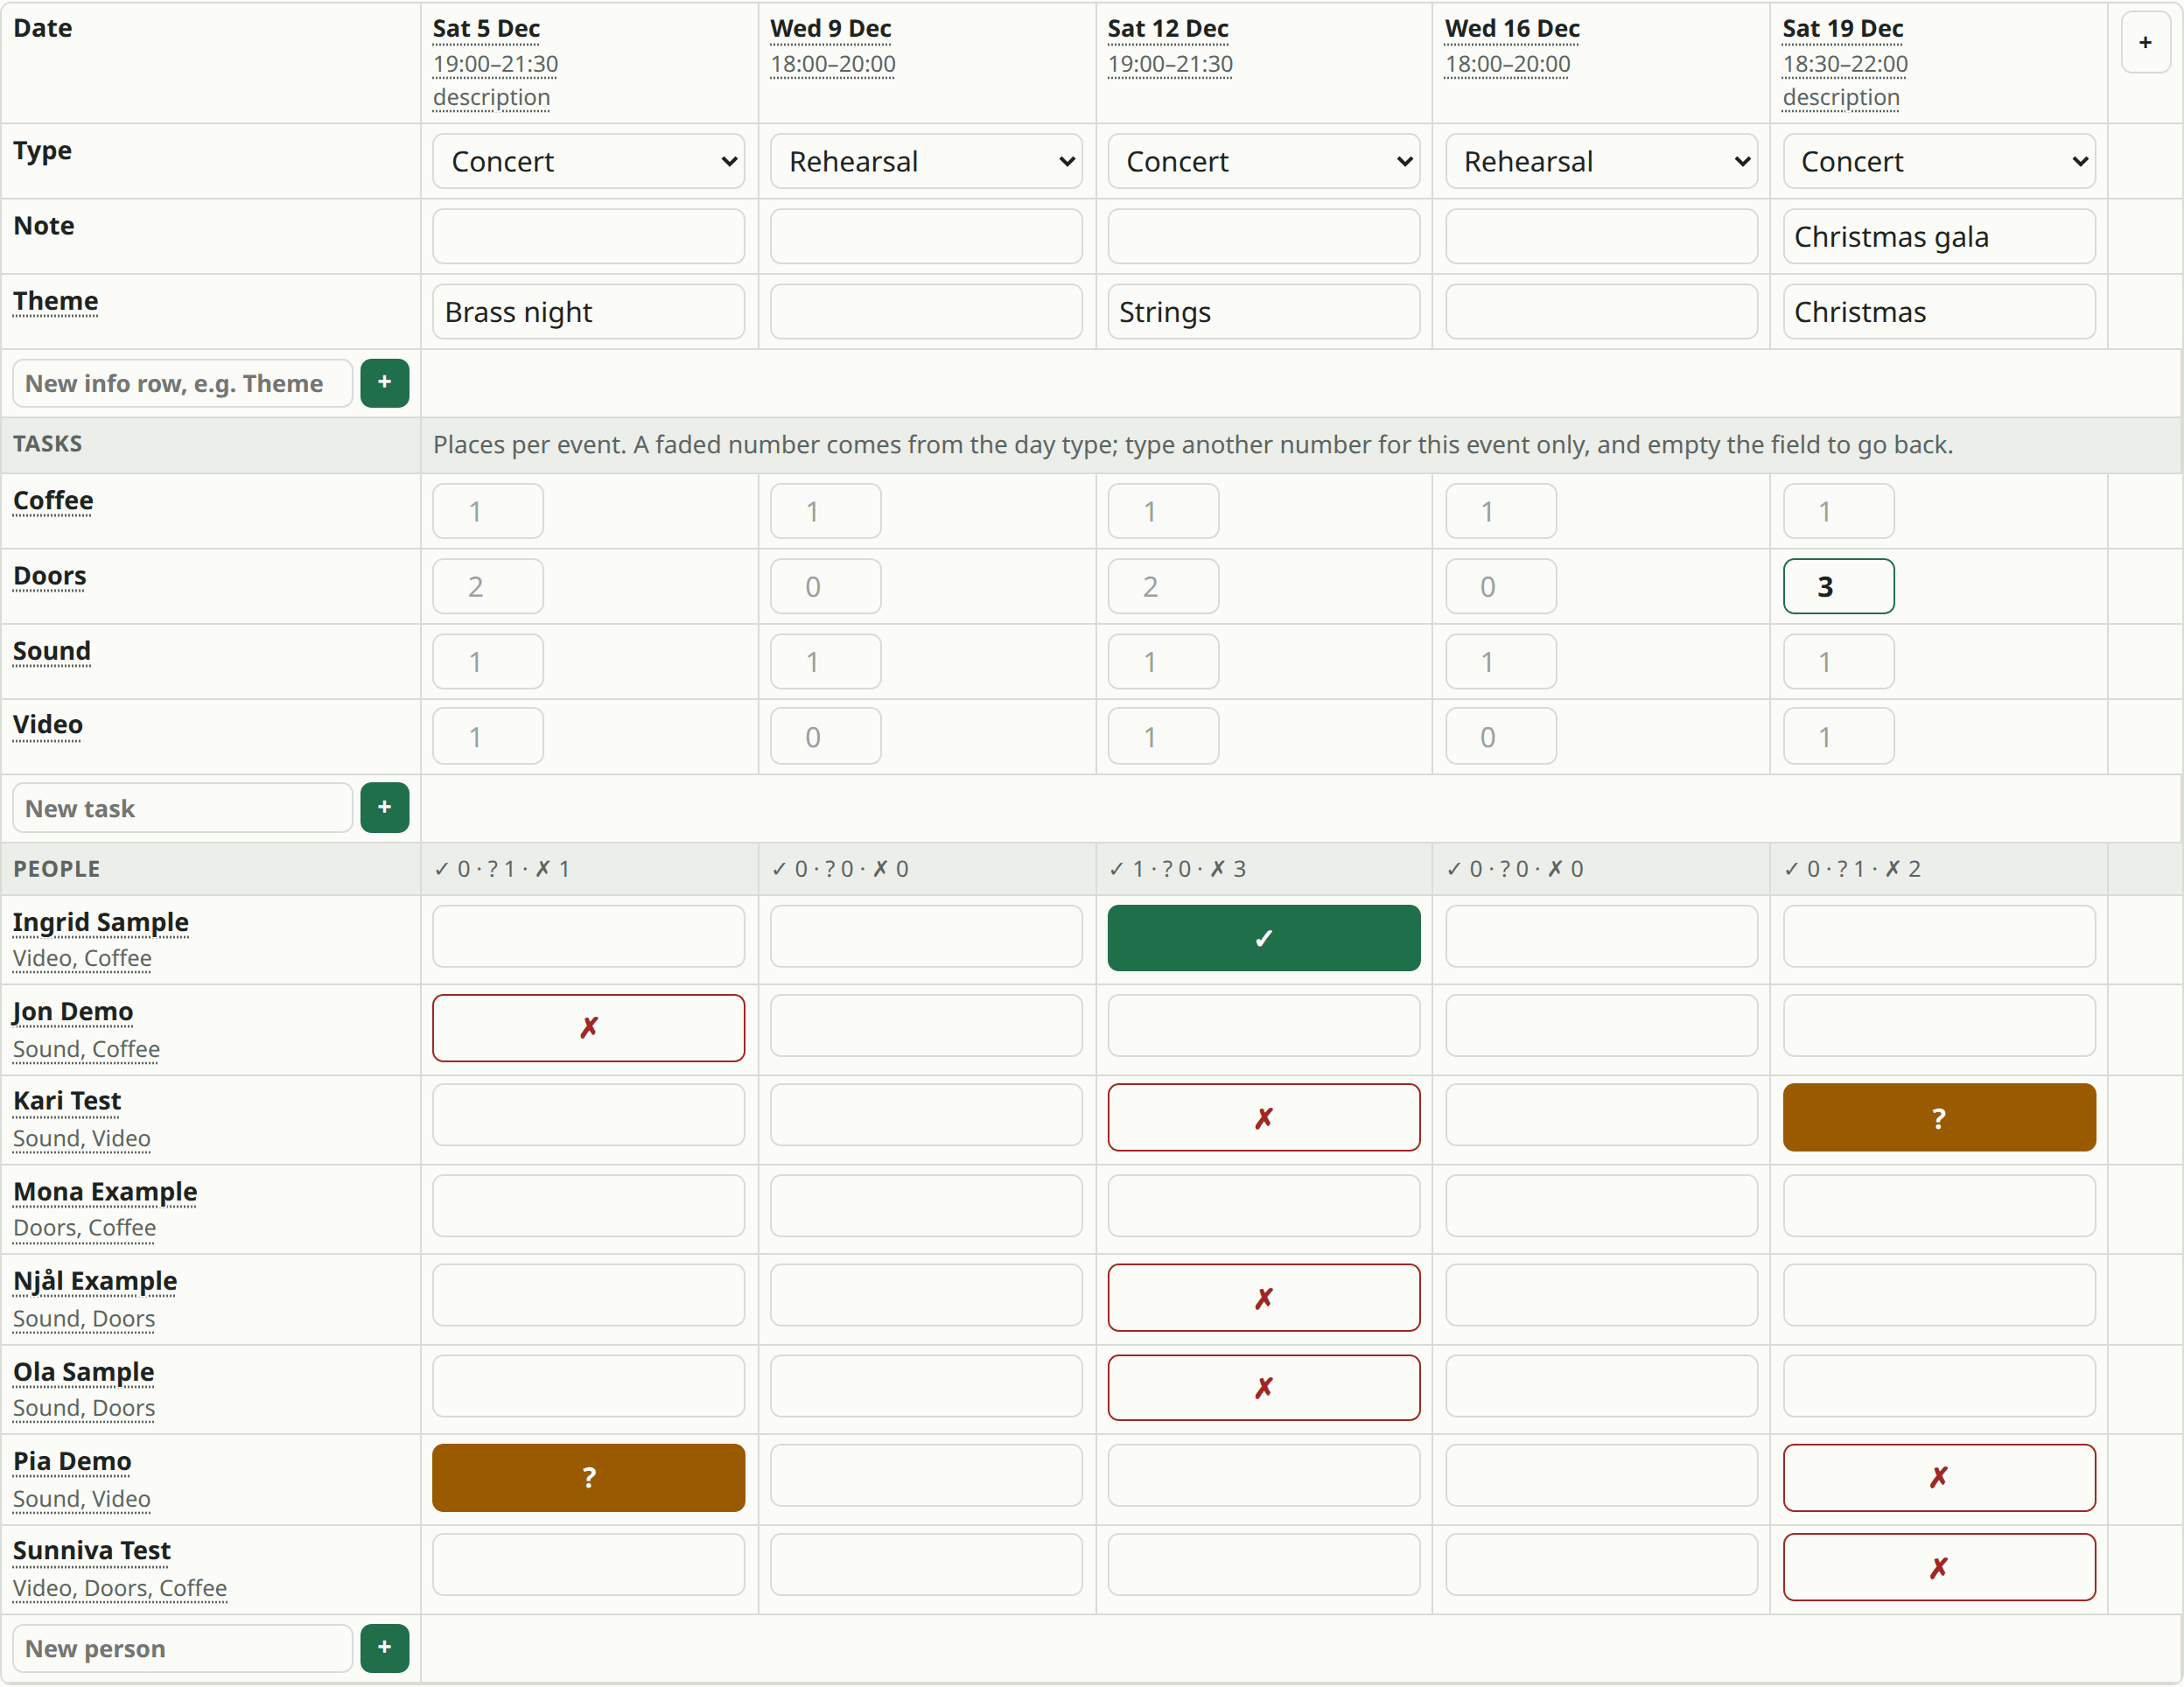 Date Sat 5 Dec Wed 9 Dec Sat 12 Dec Wed 16 Dec Sat 19 Dec +
19:00–21:30 18:00–20:00 19:00–21:30 18:00–20:00 18:30–22:00
description description
Type Concert Rehearsal Concert Rehearsal Concert
Note Christmas gala
Theme Brass night Strings Christmas
New info row, e.g. Theme +
TASKS Places per event. A faded number comes from the day type; type another number for this event only, and empty the field to go back.
Coffee 1 1 1 1 1
Doors 2 0 2 0 3
Sound 1 1 1 1 1
Video 1 0 1 0 1
New task +
PEOPLE ✓ 0 · ? 1 · ✗ 1 ✓ 0 · ? 0 · ✗ 0 ✓ 1 · ? 0 · ✗ 3 ✓ 0 · ? 0 · ✗ 0 ✓ 0 · ? 1 · ✗ 2
Ingrid Sample ✓
Video, Coffee
Jon Demo ✗
Sound, Coffee
Kari Test ✗ ?
Sound, Video
Mona Example
Doors, Coffee
Njål Example ✗
Sound, Doors
Ola Sample ✗
Sound, Doors
Pia Demo ? ✗
Sound, Video
Sunniva Test ✗
Video, Doors, Coffee
New person +